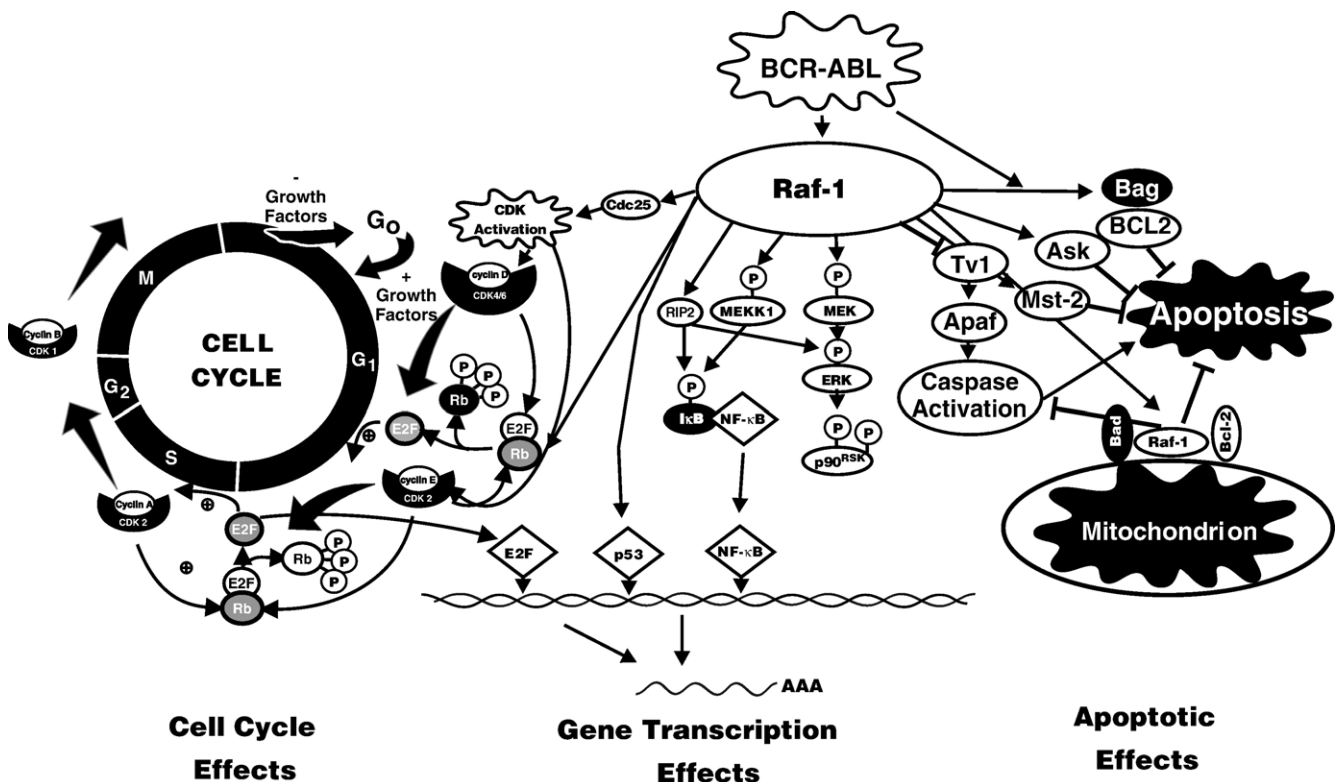 BCR-ABL
Raf-1
Bag
BCL2
Ask
Tv1
Mst-2
Apoptosis
Apaf
Caspase
Activation
Bad
Raf-1
Bcl-2
Mitochondrion
Cdc25
CDK
Activation
cyclin D
CDK4/6
-
Growth
Factors
Go
+
Growth
Factors
M
G1
G2
S
CELL
CYCLE
Cyclin B
CDK 1
Cyclin A
CDK 2
cyclin E
CDK 2
P
P
P
Rb
E2F
E2F
Rb
⊕
⊕
⊕
E2F
Rb
P
P
P
E2F
Rb
RIP2
P
MEKK1
P
MEK
P
ERK
P
IκB
NF-κB
P
P
p90RSK
E2F
p53
NF-κB
AAA
Cell Cycle
Effects
Gene Transcription
Effects
Apoptotic
Effects